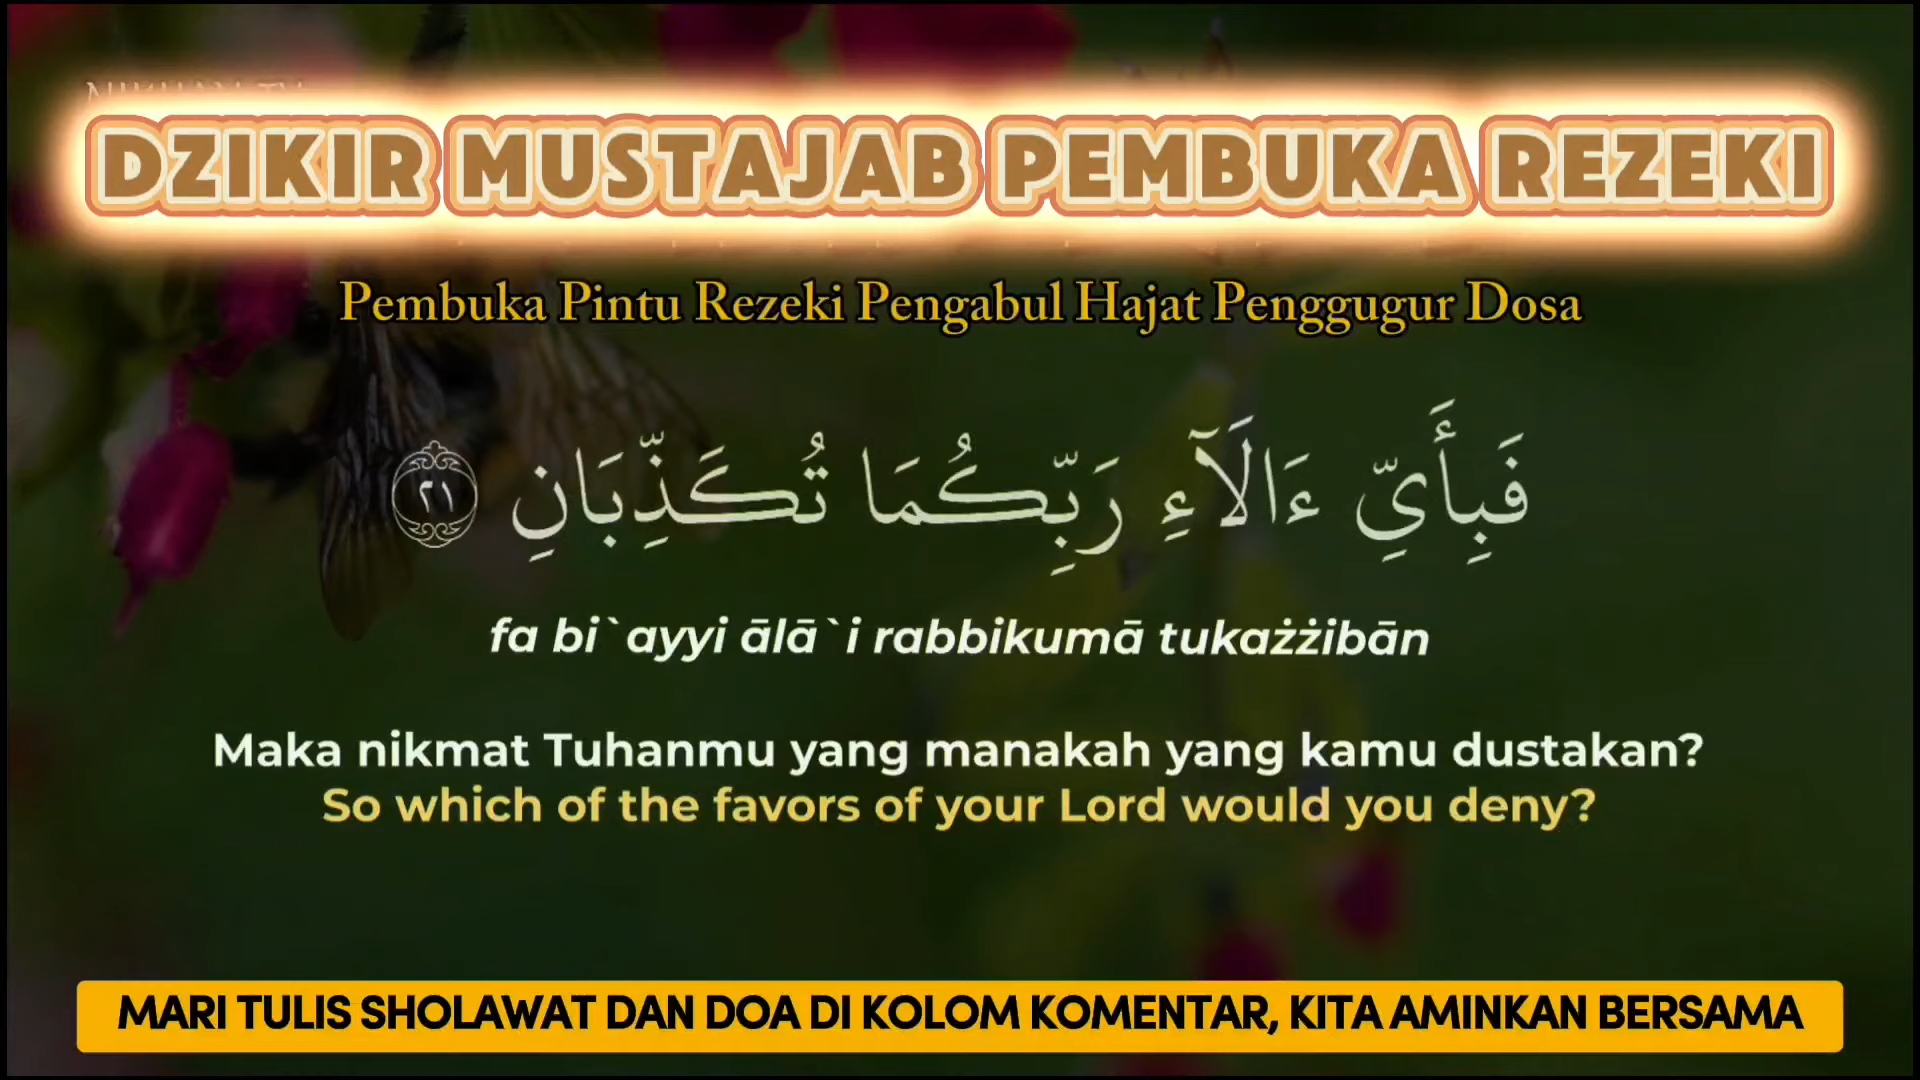 DZIKIR MUSTAJAB PEMBUKA REZEKI
Pembuka Pintu Rezeki Pengabul Hajat Penggugur Dosa
فَبِأَيِّ ءَالَآءِ رَبِّكُمَا تُكَذِّبَانِ ٢١
fa bi`ayyi ālā`i rabbikumā tukażżibān
Maka nikmat Tuhanmu yang manakah yang kamu dustakan?
So which of the favors of your Lord would you deny?
MARI TULIS SHOLAWAT DAN DOA DI KOLOM KOMENTAR, KITA AMINKAN BERSAMA